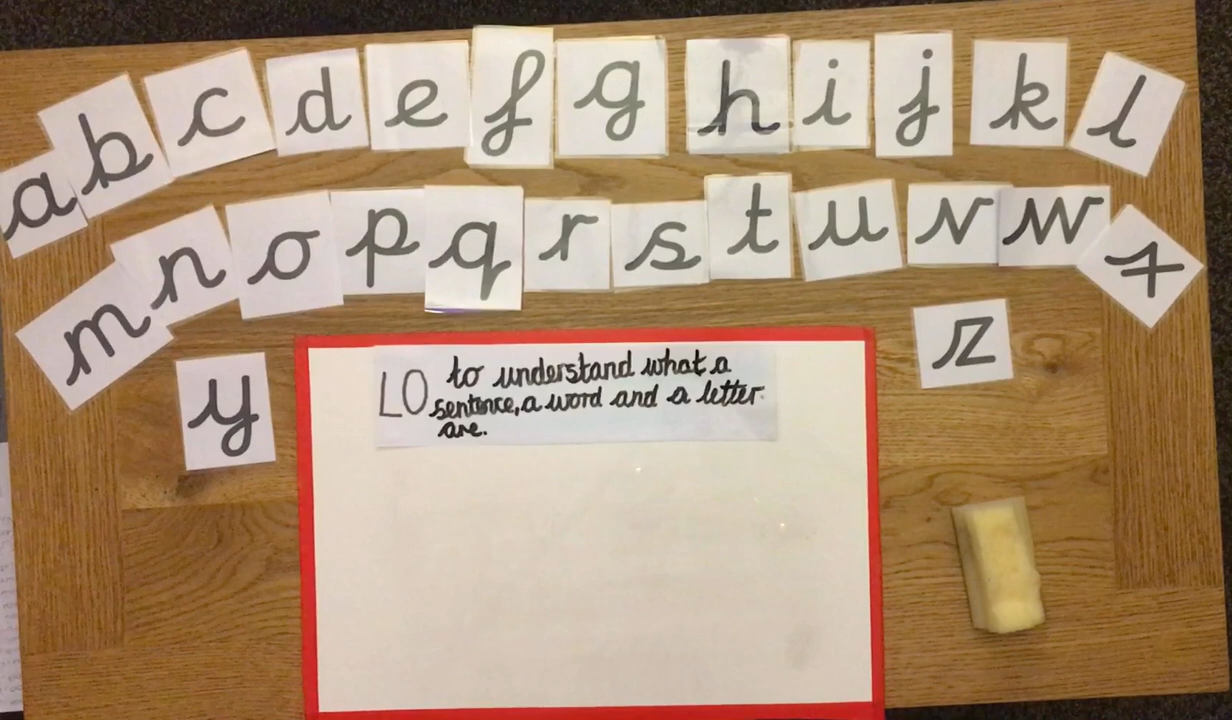 a b c d e f g h i j k l
m n o p q r s t u v w x
y z
LO to understand what a
sentence, a word and a letter
are.